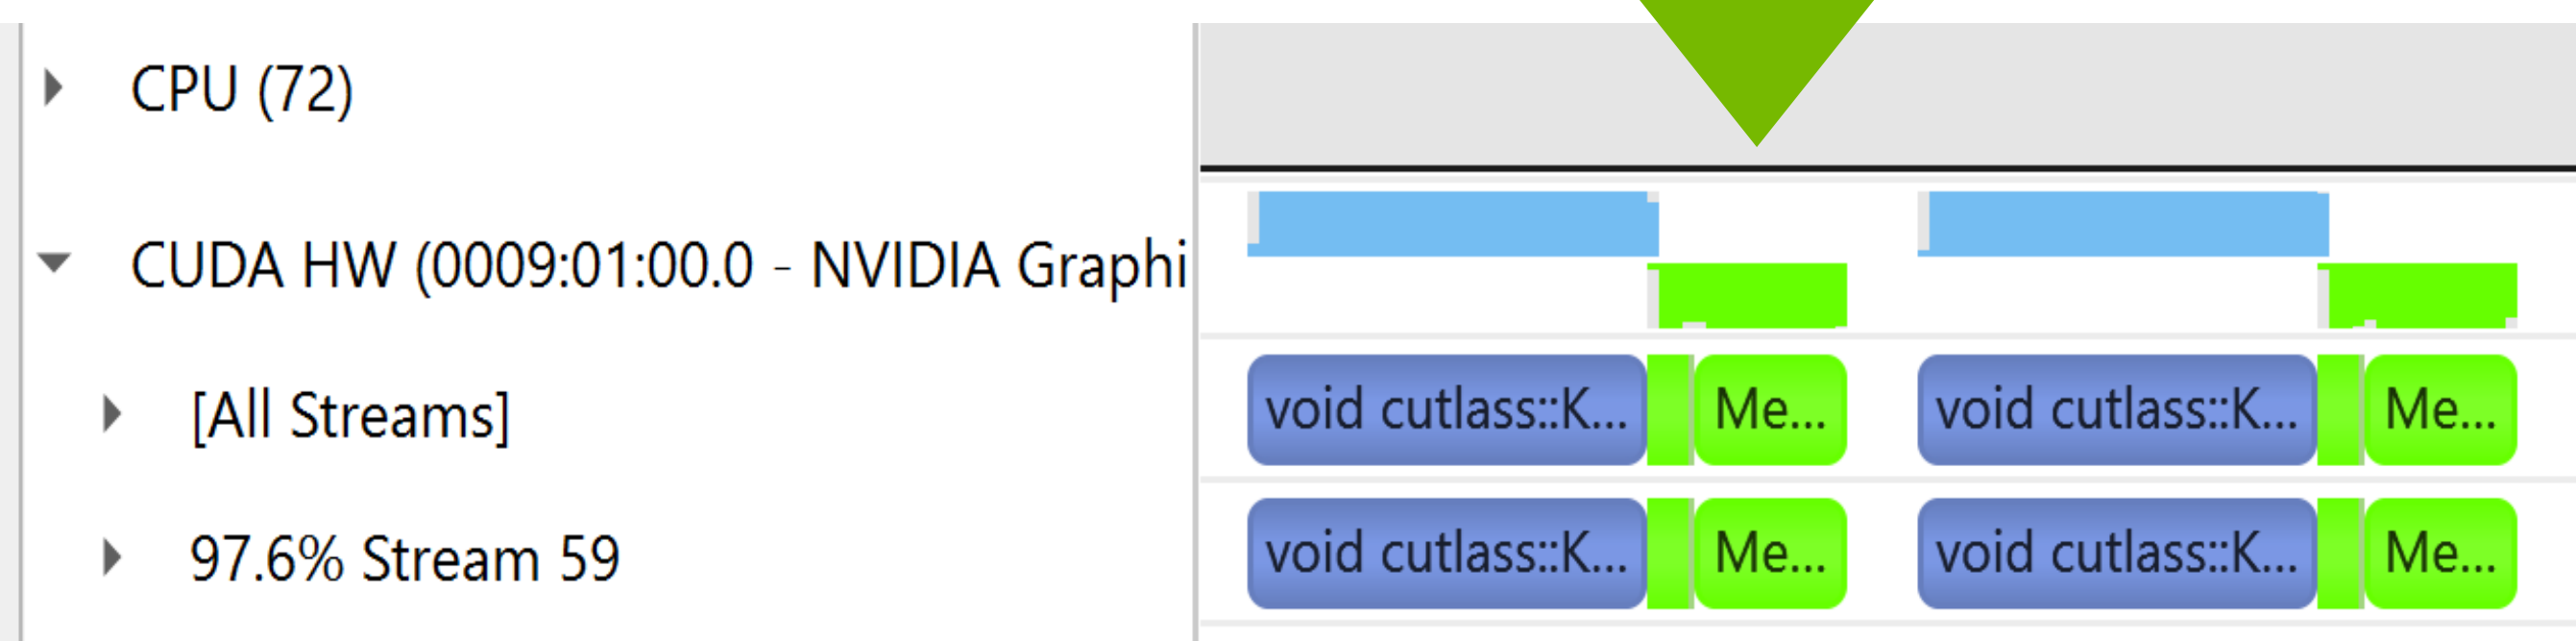 CPU (72)
CUDA HW (0009:01:00.0 - NVIDIA Graphi
[All Streams]
void cutlass::K... Me... void cutlass::K... Me...
97.6% Stream 59
void cutlass::K... Me... void cutlass::K... Me...